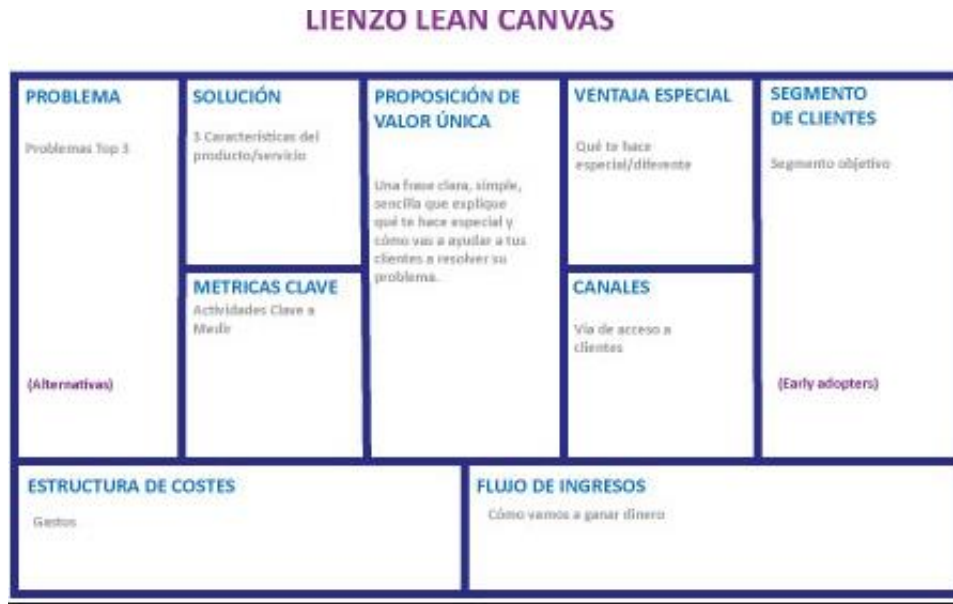 LIENZO LEAN CANVAS
PROBLEMA
Problemas Top 3
(Alternativas)
SOLUCIÓN
3 Características del
producto/servicio
METRICAS CLAVE
Actividades Clave a
Medir
PROPOSICIÓN DE
VALOR ÚNICA
Una frase clara, simple,
sencilla que explique
qué te hace especial y
cómo vas a ayudar a tus
clientes a resolver su
problema.
VENTAJA ESPECIAL
Qué te hace
especial/diferente
CANALES
Vía de acceso a
clientes
SEGMENTO
DE CLIENTES
Segmento objetivo
(Early adopters)
ESTRUCTURA DE COSTES
Gastos
FLUJO DE INGRESOS
Cómo vamos a ganar dinero